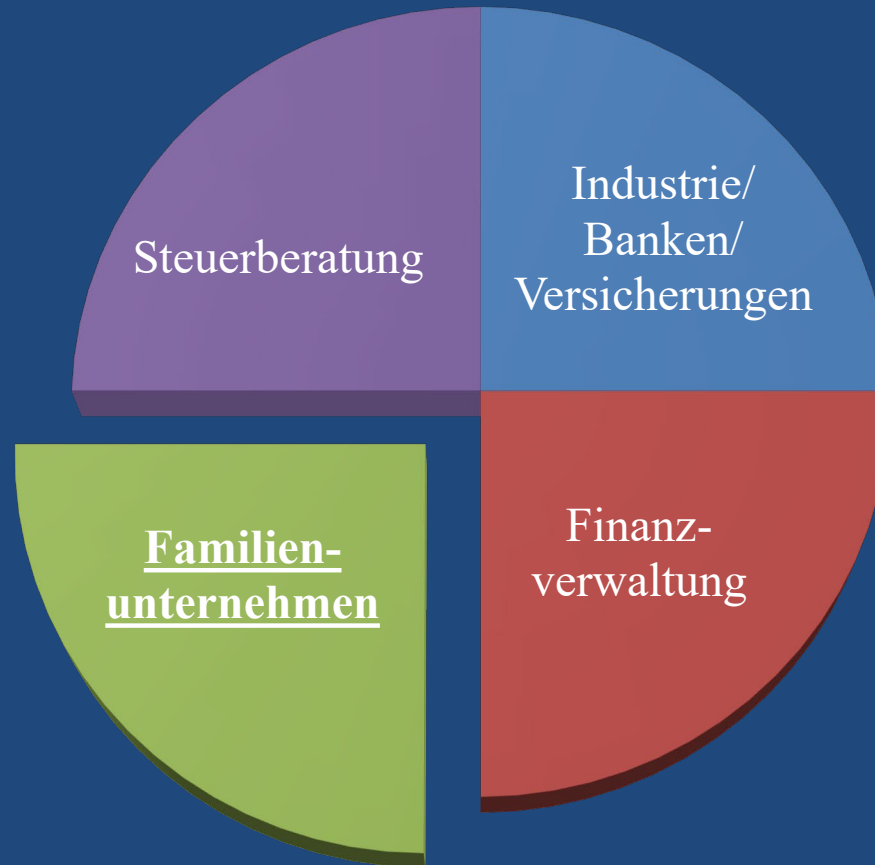 Steuerberatung
Industrie/
Banken/
Versicherungen
Familien-
unternehmen
Finanz-
verwaltung